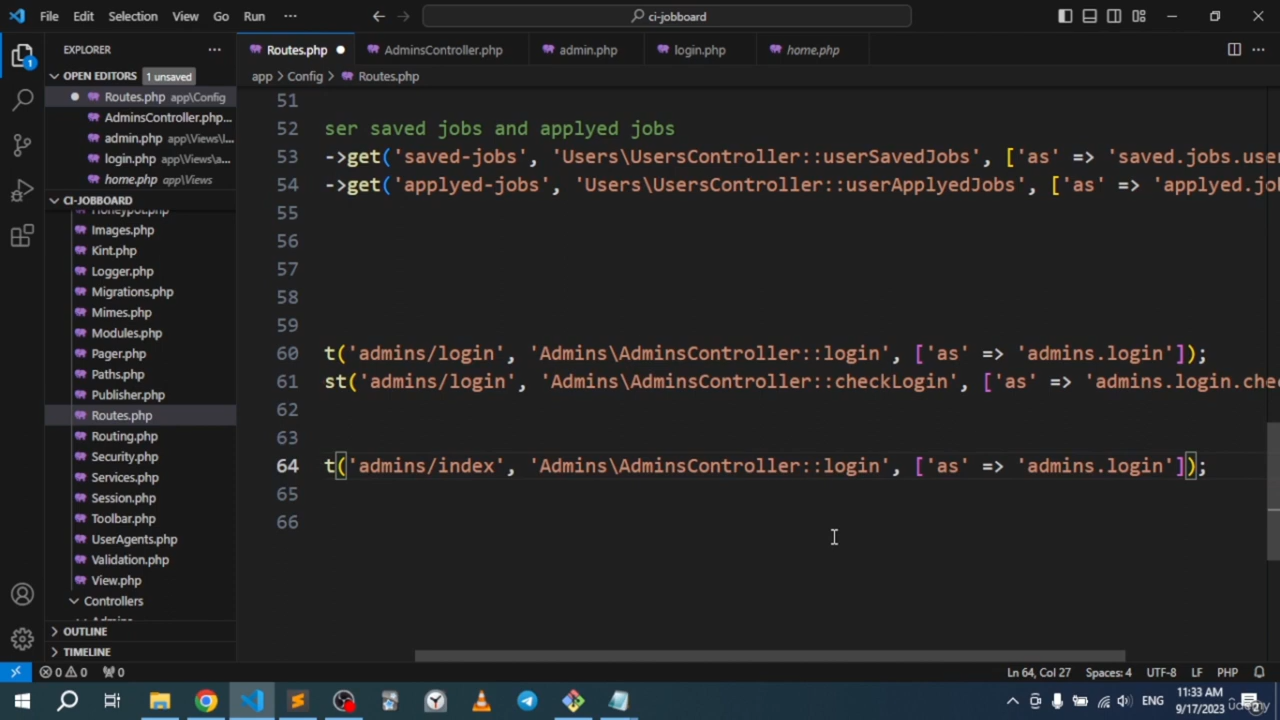 File Edit Selection View Go Run ··· ci-jobboard
EXPLORER ···
Routes.php AdminsController.php admin.php login.php home.php
OPEN EDITORS 1 unsaved
app > Config > Routes.php
Routes.php app\Config
AdminsController.php...
admin.php app\Views\l...
login.php app\Views\a...
home.php app\Views
CI-JOBBOARD
Honeypot.php
Images.php
Kint.php
Logger.php
Migrations.php
Mimes.php
Modules.php
Pager.php
Paths.php
Publisher.php
Routes.php
Routing.php
Security.php
Services.php
Session.php
Toolbar.php
UserAgents.php
Validation.php
View.php
Controllers
Admins
OUTLINE
TIMELINE
51
52 ser saved jobs and applyed jobs
53 ->get('saved-jobs', 'Users\UsersController::userSavedJobs', ['as' => 'saved.jobs.user
54 ->get('applyed-jobs', 'Users\UsersController::userApplyedJobs', ['as' => 'applyed.jo
55
56
57
58
59
60 t('admins/login', 'Admins\AdminsController::login', ['as' => 'admins.login']);
61 st('admins/login', 'Admins\AdminsController::checkLogin', ['as' => 'admins.login.che
62
63
64 t('admins/index', 'Admins\AdminsController::login', ['as' => 'admins.login']);
65
66
0 0 0 Ln 64, Col 27 Spaces: 4 UTF-8 LF PHP
ENG 11:33 AM
9/17/2023
udemy